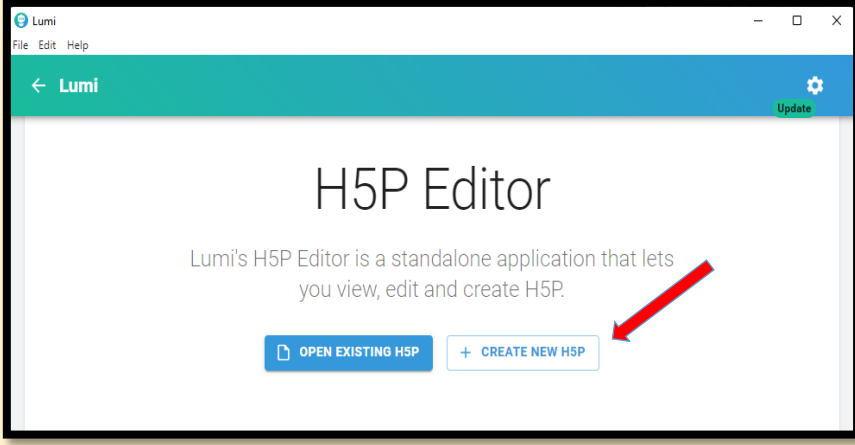 Lumi
File Edit Help
Lumi
Update
H5P Editor
Lumi's H5P Editor is a standalone application that lets
you view, edit and create H5P.
OPEN EXISTING H5P
+ CREATE NEW H5P